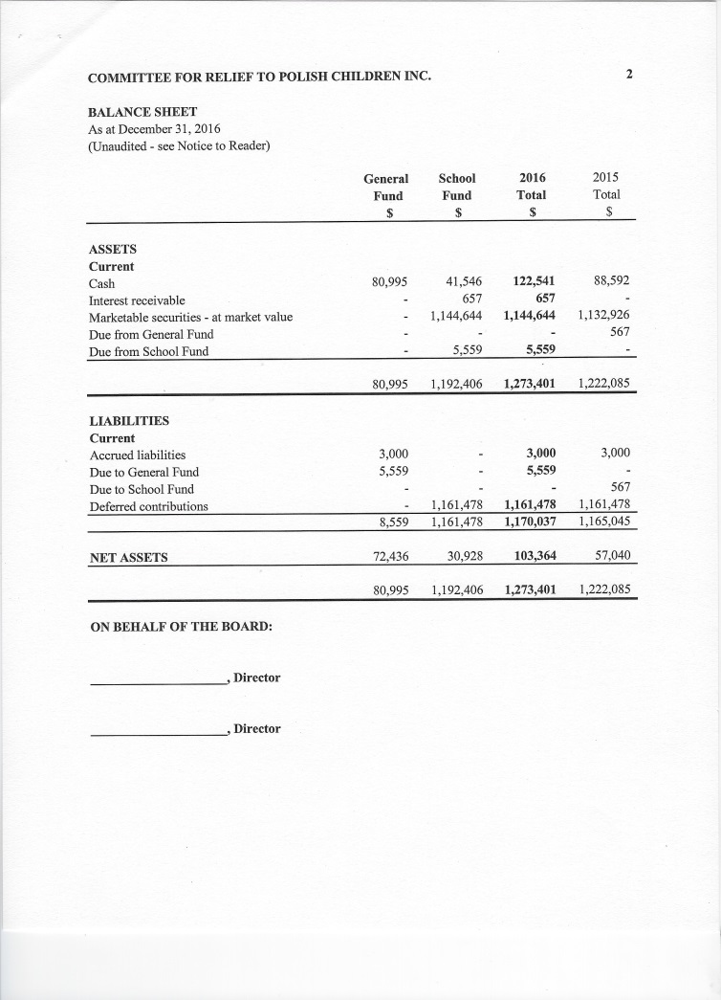 COMMITTEE FOR RELIEF TO POLISH CHILDREN INC. 2
BALANCE SHEET
As at December 31, 2016
(Unaudited - see Notice to Reader)
General School 2016 2015
Fund Fund Total Total
$ $ $ $
ASSETS
Current
Cash 80,995 41,546 122,541 88,592
Interest receivable - 657 657 -
Marketable securities - at market value - 1,144,644 1,144,644 1,132,926
Due from General Fund - - - 567
Due from School Fund - 5,559 5,559 -
80,995 1,192,406 1,273,401 1,222,085
LIABILITIES
Current
Accrued liabilities 3,000 - 3,000 3,000
Due to General Fund 5,559 - 5,559 -
Due to School Fund - - - 567
Deferred contributions - 1,161,478 1,161,478 1,161,478
8,559 1,161,478 1,170,037 1,165,045
NET ASSETS 72,436 30,928 103,364 57,040
80,995 1,192,406 1,273,401 1,222,085
ON BEHALF OF THE BOARD:
, Director
, Director